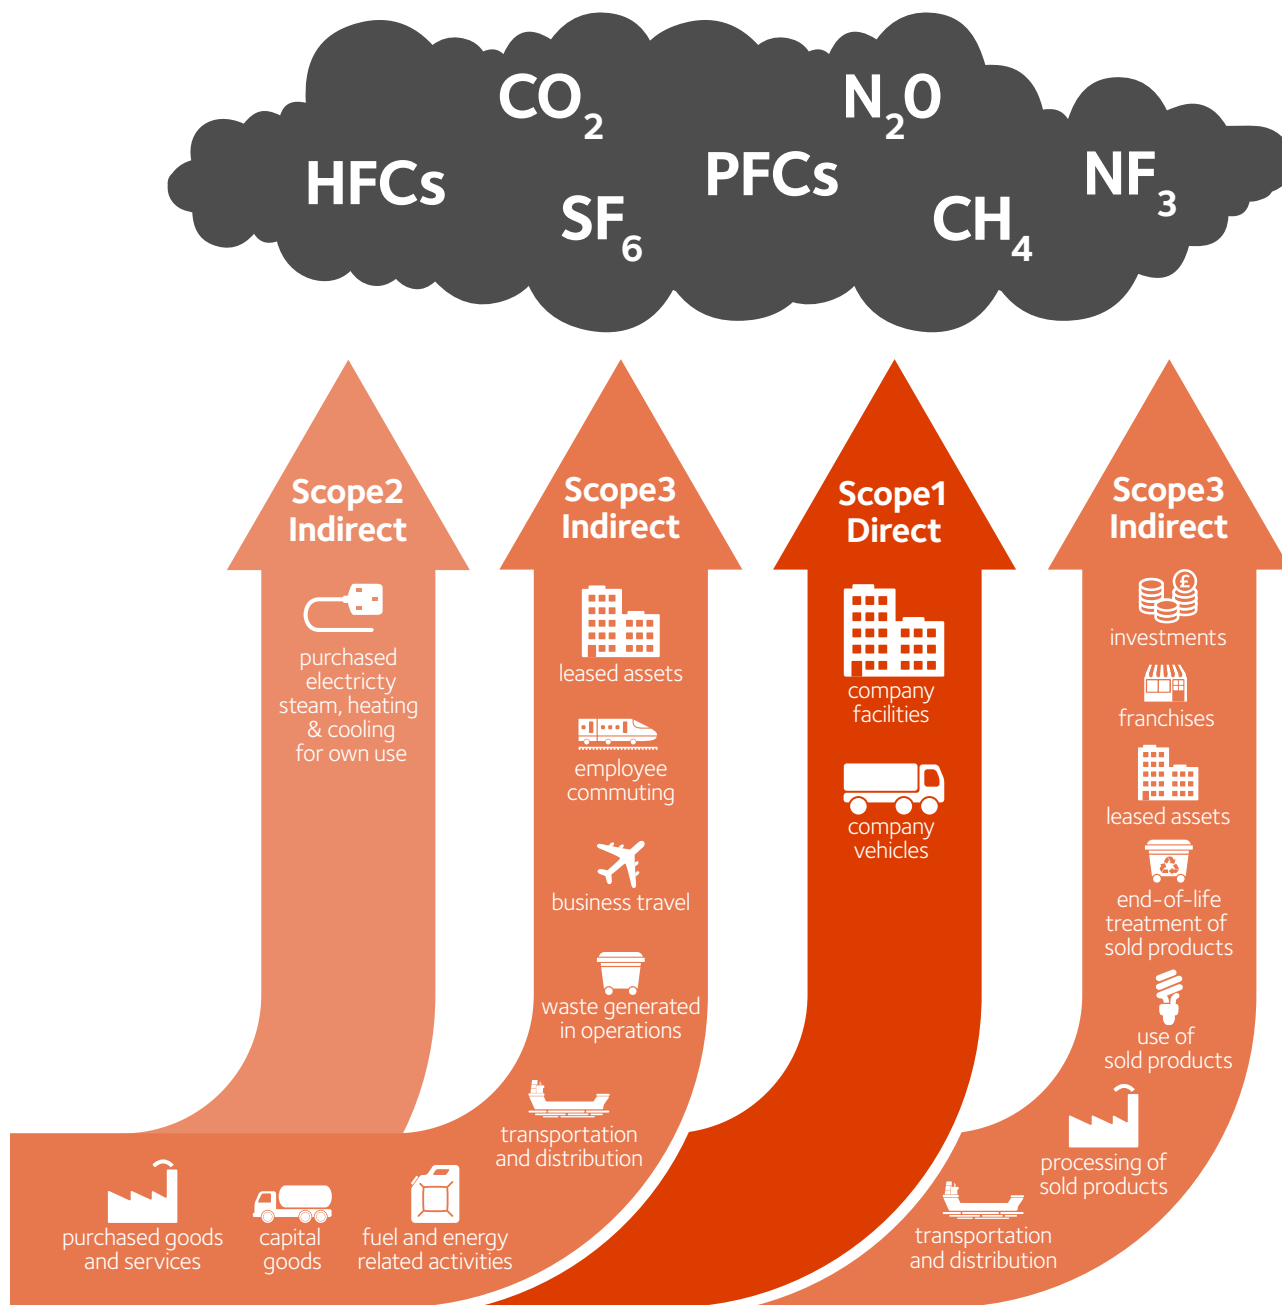 CO2
N2O
HFCs
PFCs
NF3
SF6
CH4
Scope2
Indirect
purchased
electricty
steam, heating
& cooling
for own use
Scope3
Indirect
leased assets
employee
commuting
business travel
waste generated
in operations
transportation
and distribution
purchased goods
and services
capital
goods
fuel and energy
related activities
Scope1
Direct
company
facilities
company
vehicles
Scope3
Indirect
£
investments
franchises
leased assets
end-of-life
treatment of
sold products
use of
sold products
processing of
sold products
transportation
and distribution